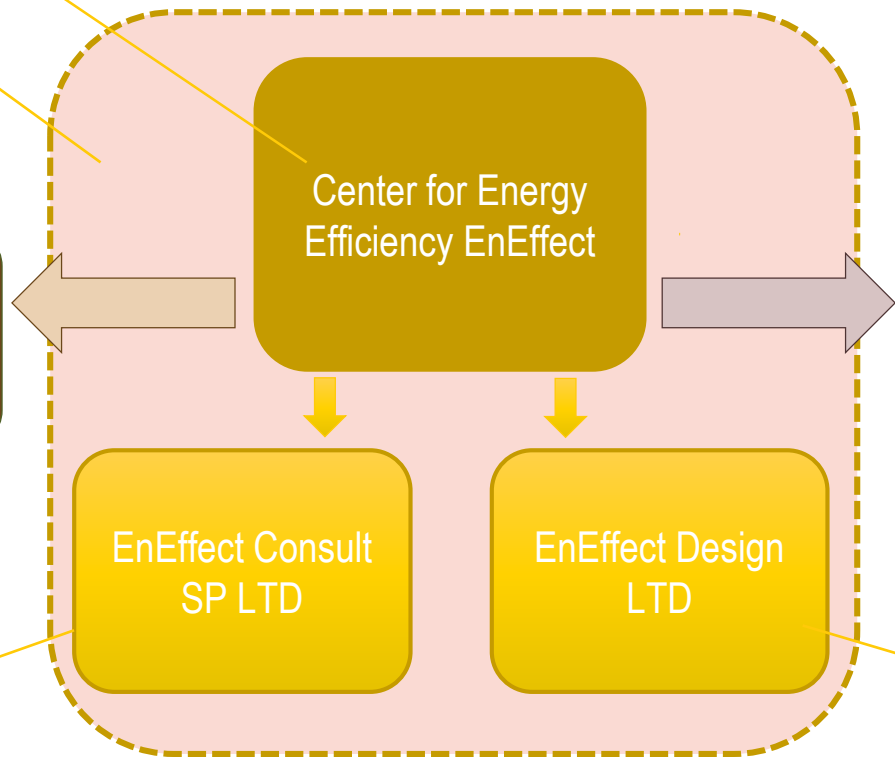 Center for Energy
Efficiency EnEffect
EnEffect Consult
SP LTD
EnEffect Design
LTD